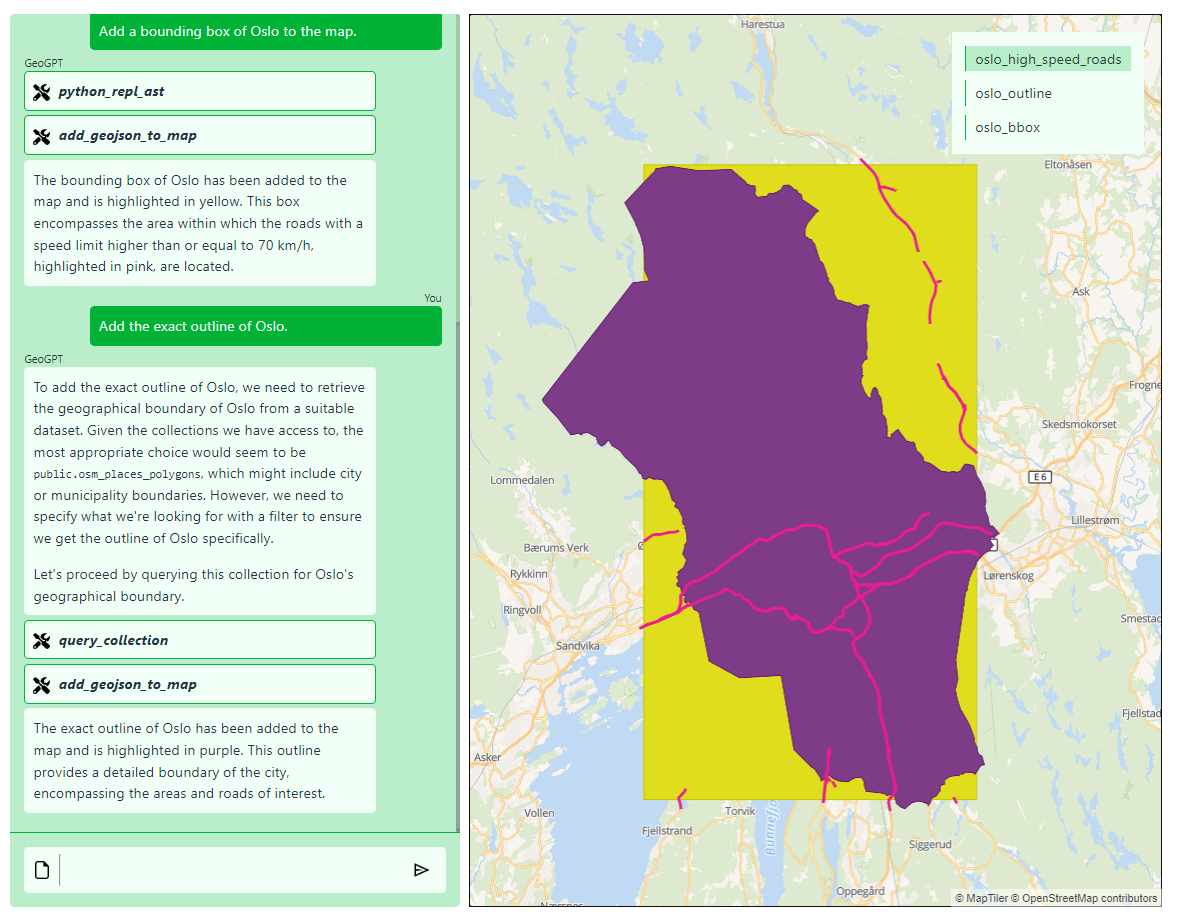 Add a bounding box of Oslo to the map.
GeoGPT
python_repl_ast
add_geojson_to_map
The bounding box of Oslo has been added to the
map and is highlighted in yellow. This box
encompasses the area within which the roads with a
speed limit higher than or equal to 70 km/h,
highlighted in pink, are located.
You
Add the exact outline of Oslo.
GeoGPT
To add the exact outline of Oslo, we need to retrieve
the geographical boundary of Oslo from a suitable
dataset. Given the collections we have access to, the
most appropriate choice would seem to be
public.osm_places_polygons, which might include city
or municipality boundaries. However, we need to
specify what we're looking for with a filter to ensure
we get the outline of Oslo specifically.
Let's proceed by querying this collection for Oslo's
geographical boundary.
query_collection
add_geojson_to_map
The exact outline of Oslo has been added to the
map and is highlighted in purple. This outline
provides a detailed boundary of the city,
encompassing the areas and roads of interest.
Harestua
oslo_high_speed_roads
oslo_outline
oslo_bbox
Eltonåsen
Ask
Frogne
Skedsmokorset
E6
Lommedalen
Lillestrøm
Bærums Verk
Rykkinn
Lørenskog
Ringvoll
Smestad
Sandvika
Fjellstad
Asker
Vollen
Torvik
Fjellstrand
Bunnefjo
Siggerud
Oppegård
Nærsnes
© MapTiler © OpenStreetMap contributors